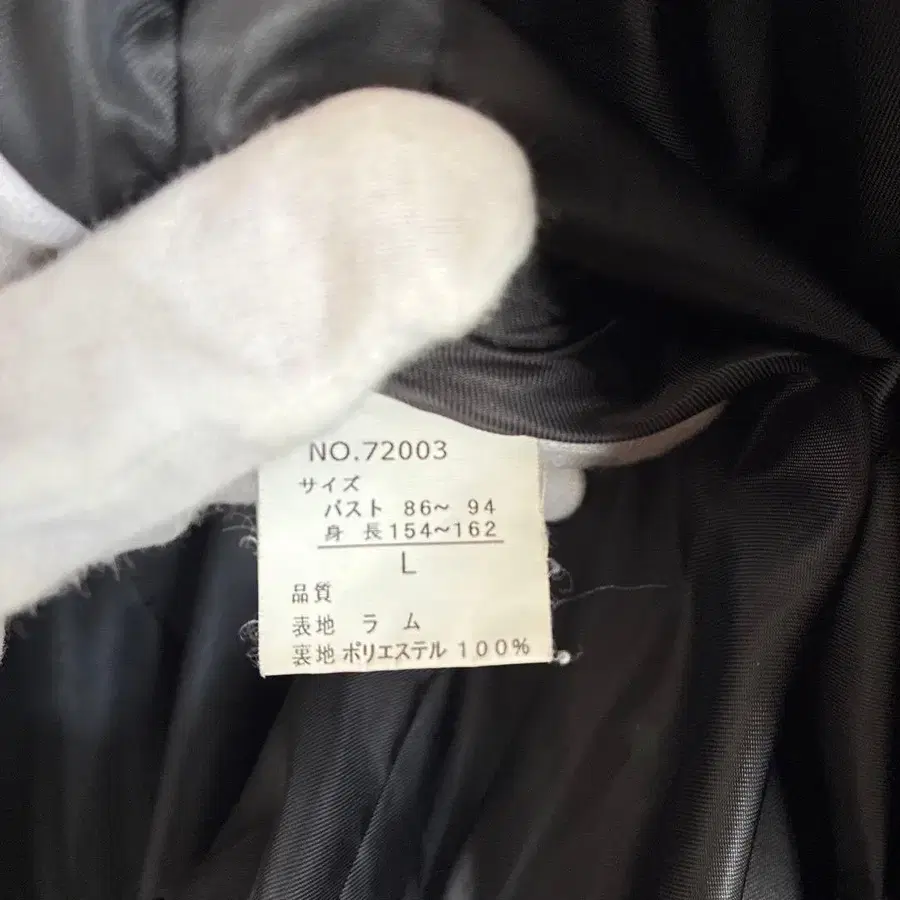 NO.72003
サイズ
バスト 86～ 94
身 長154～162
L
品質
表地 ラ ム
裏地 ポリエステル 100%